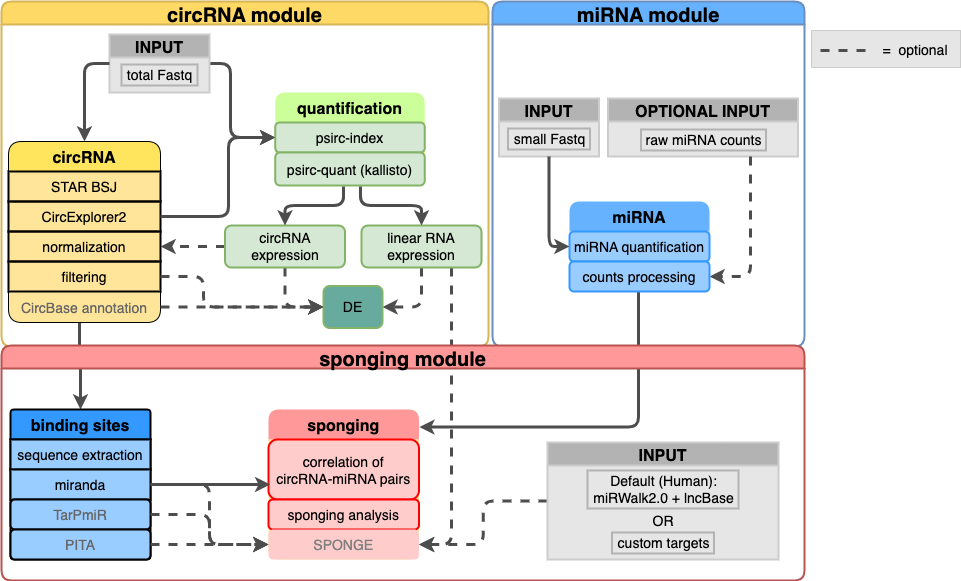 circRNA module
miRNA module
INPUT
total Fastq
= optional
quantification
psirc-index
psirc-quant (kallisto)
INPUT
small Fastq
OPTIONAL INPUT
raw miRNA counts
circRNA
STAR BSJ
CircExplorer2
normalization
filtering
CircBase annotation
circRNA
expression
linear RNA
expression
DE
miRNA
miRNA quantification
counts processing
sponging module
binding sites
sequence extraction
miranda
TarPmiR
PITA
sponging
correlation of
circRNA-miRNA pairs
sponging analysis
SPONGE
INPUT
Default (Human):
miRWalk2.0 + lncBase
OR
custom targets